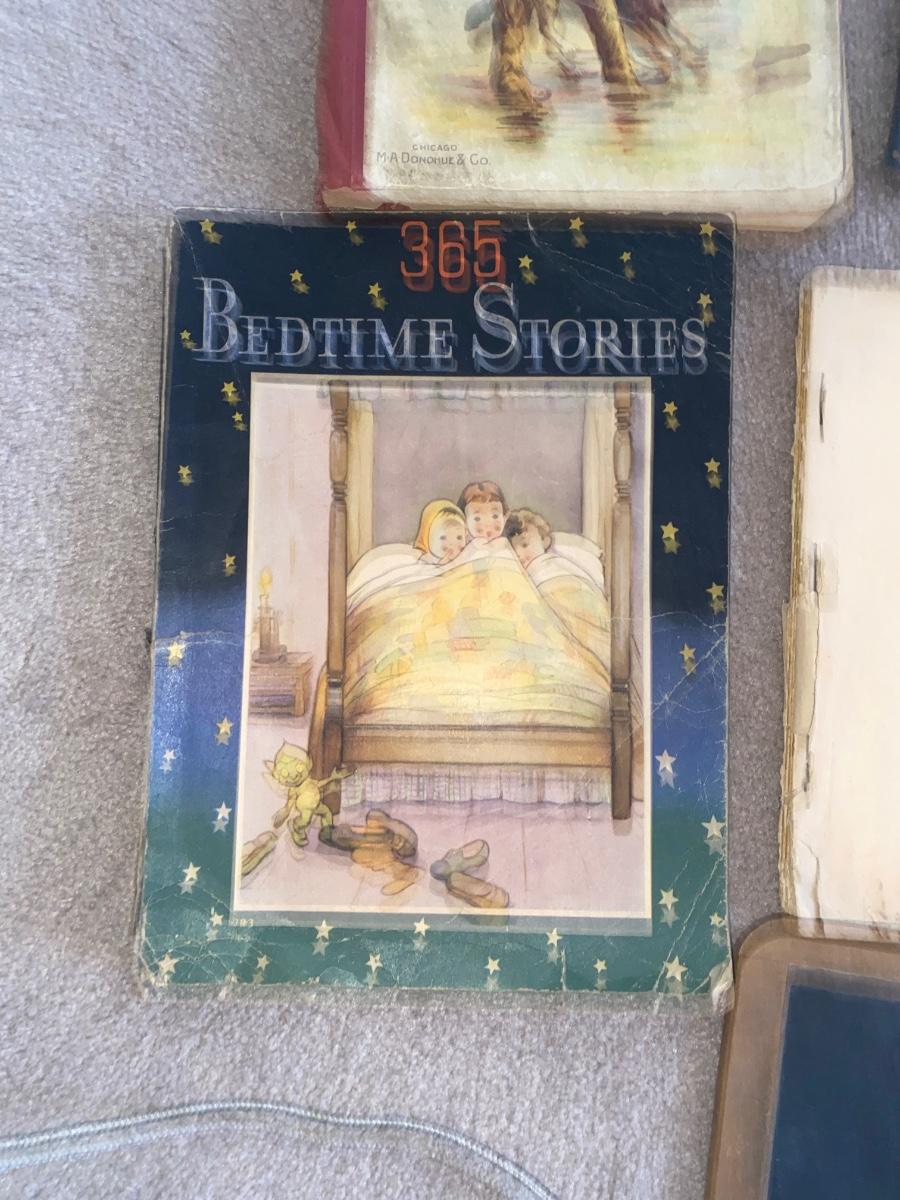 CHICAGO
M·A DONOHUE & CO.
365
BEDTIME STORIES